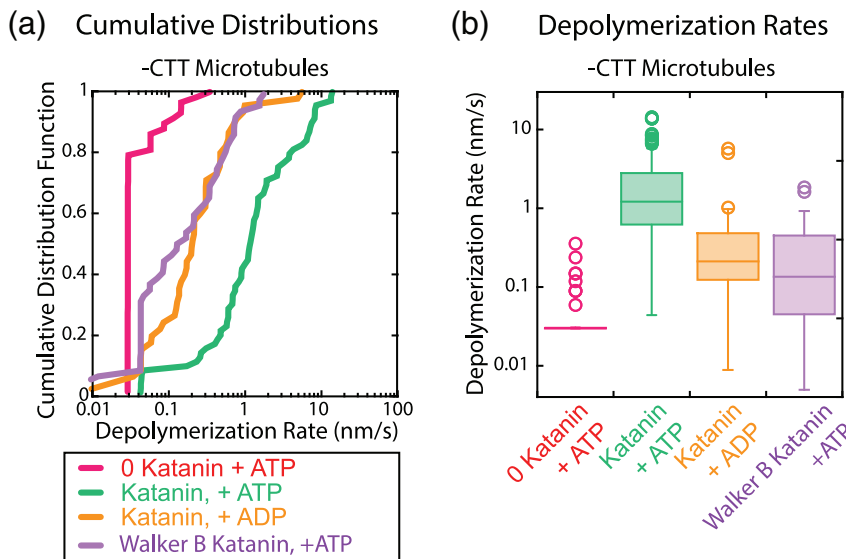 (a) Cumulative Distributions
-CTT Microtubules
Cumulative Distribution Function
1
0.8
0.6
0.4
0.2
0
0.01 0.1 1 10 100
Depolymerization Rate (nm/s)
0 Katanin + ATP
Katanin, + ATP
Katanin, + ADP
Walker B Katanin, +ATP
(b) Depolymerization Rates
-CTT Microtubules
Depolymerization Rate (nm/s)
10
1
0.1
0.01
0 Katanin
+ ATP
Katanin
+ ATP
Katanin
+ ADP
Walker B Katanin
+ATP